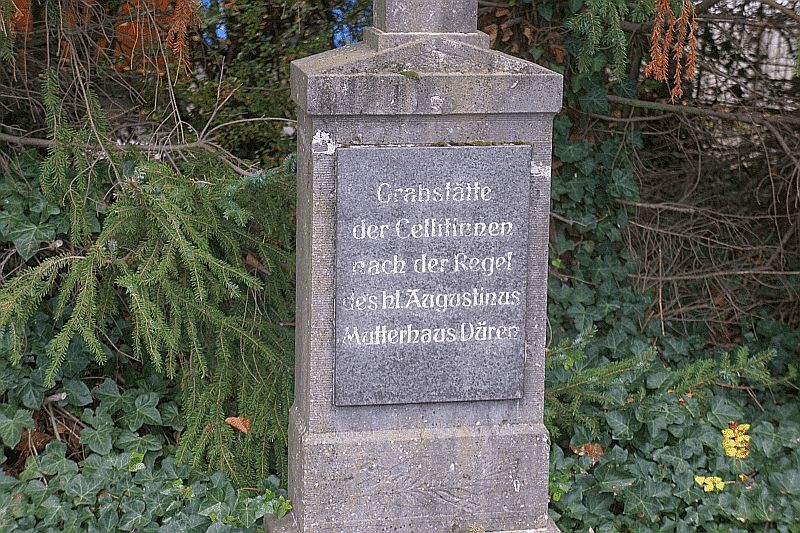 Grabstätte
der Cellitinnen
nach der Regel
des hl. Augustinus
Mutterhaus Düren